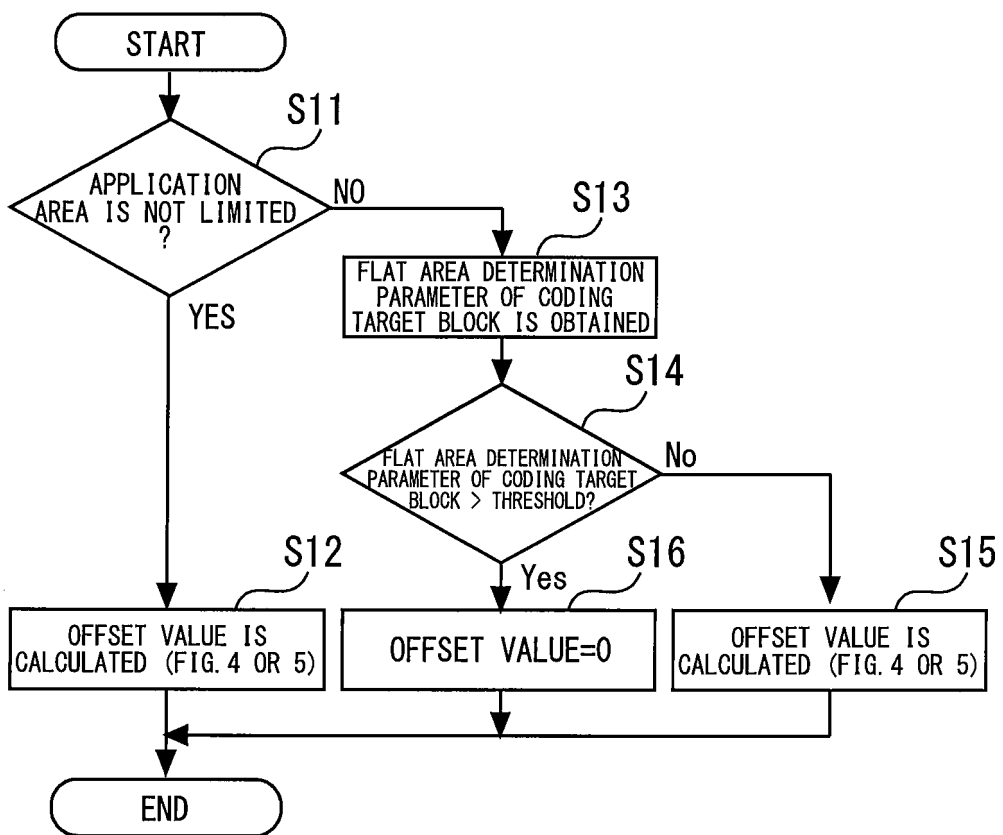 START
S11
APPLICATION
AREA IS NOT LIMITED
?
NO
YES
S13
FLAT AREA DETERMINATION
PARAMETER OF CODING
TARGET BLOCK IS OBTAINED
S14
FLAT AREA DETERMINATION
PARAMETER OF CODING TARGET
BLOCK > THRESHOLD?
No
Yes
S12
OFFSET VALUE IS
CALCULATED (FIG. 4 OR 5)
S16
OFFSET VALUE=0
S15
OFFSET VALUE IS
CALCULATED (FIG. 4 OR 5)
END